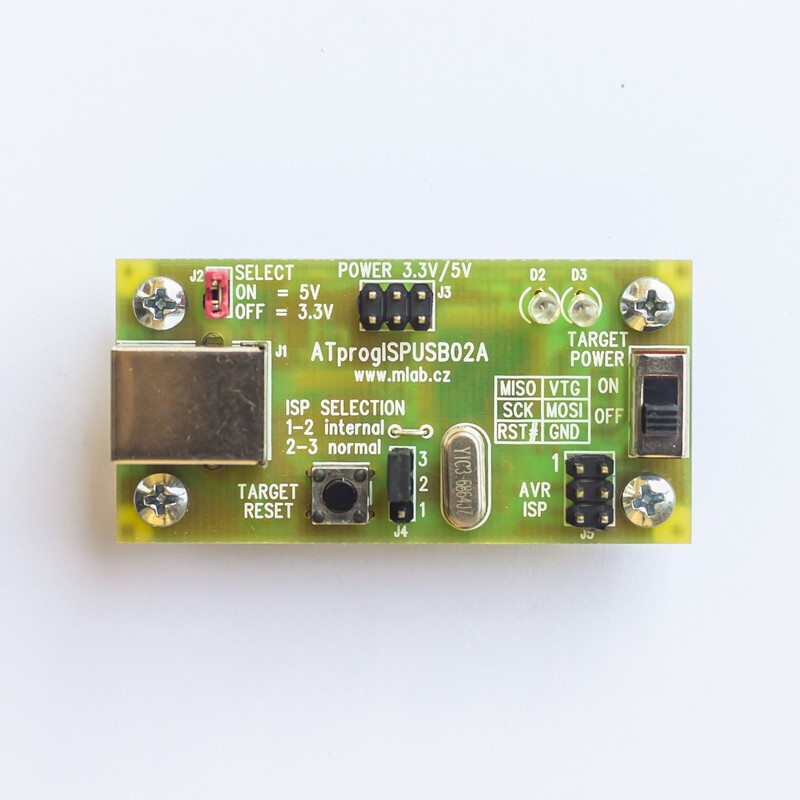 J2
SELECT
ON = 5V
OFF = 3.3V
POWER 3.3V/5V
J3
D2 D3
J1
ATprogISPUSB02A
www.mlab.cz
TARGET
POWER
ON
OFF
MISO VTG
SCK MOSI
RST# GND
ISP SELECTION
1-2 internal
2-3 normal
TARGET
RESET
3
2
1
J4
1
AVR
ISP
J5